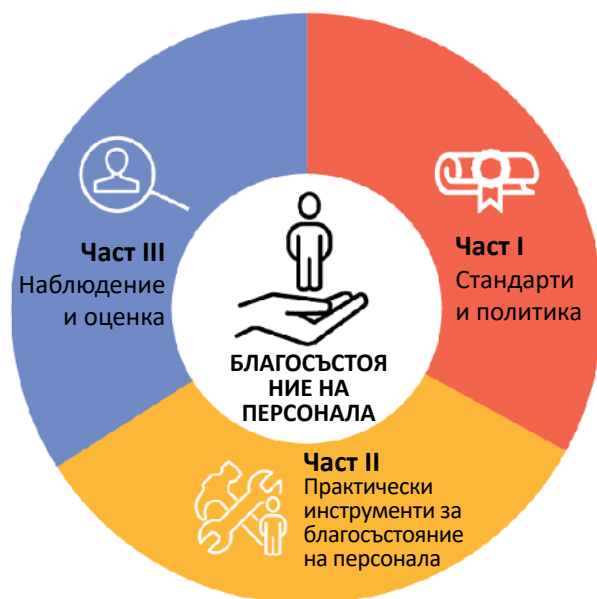 Част III
Наблюдение
и оценка
Част I
Стандарти
и политика
БЛАГОСЪСТОЯ
НИЕ НА
ПЕРСОНАЛА
Част II
Практически
инструменти за
благосъстояние
на персонала